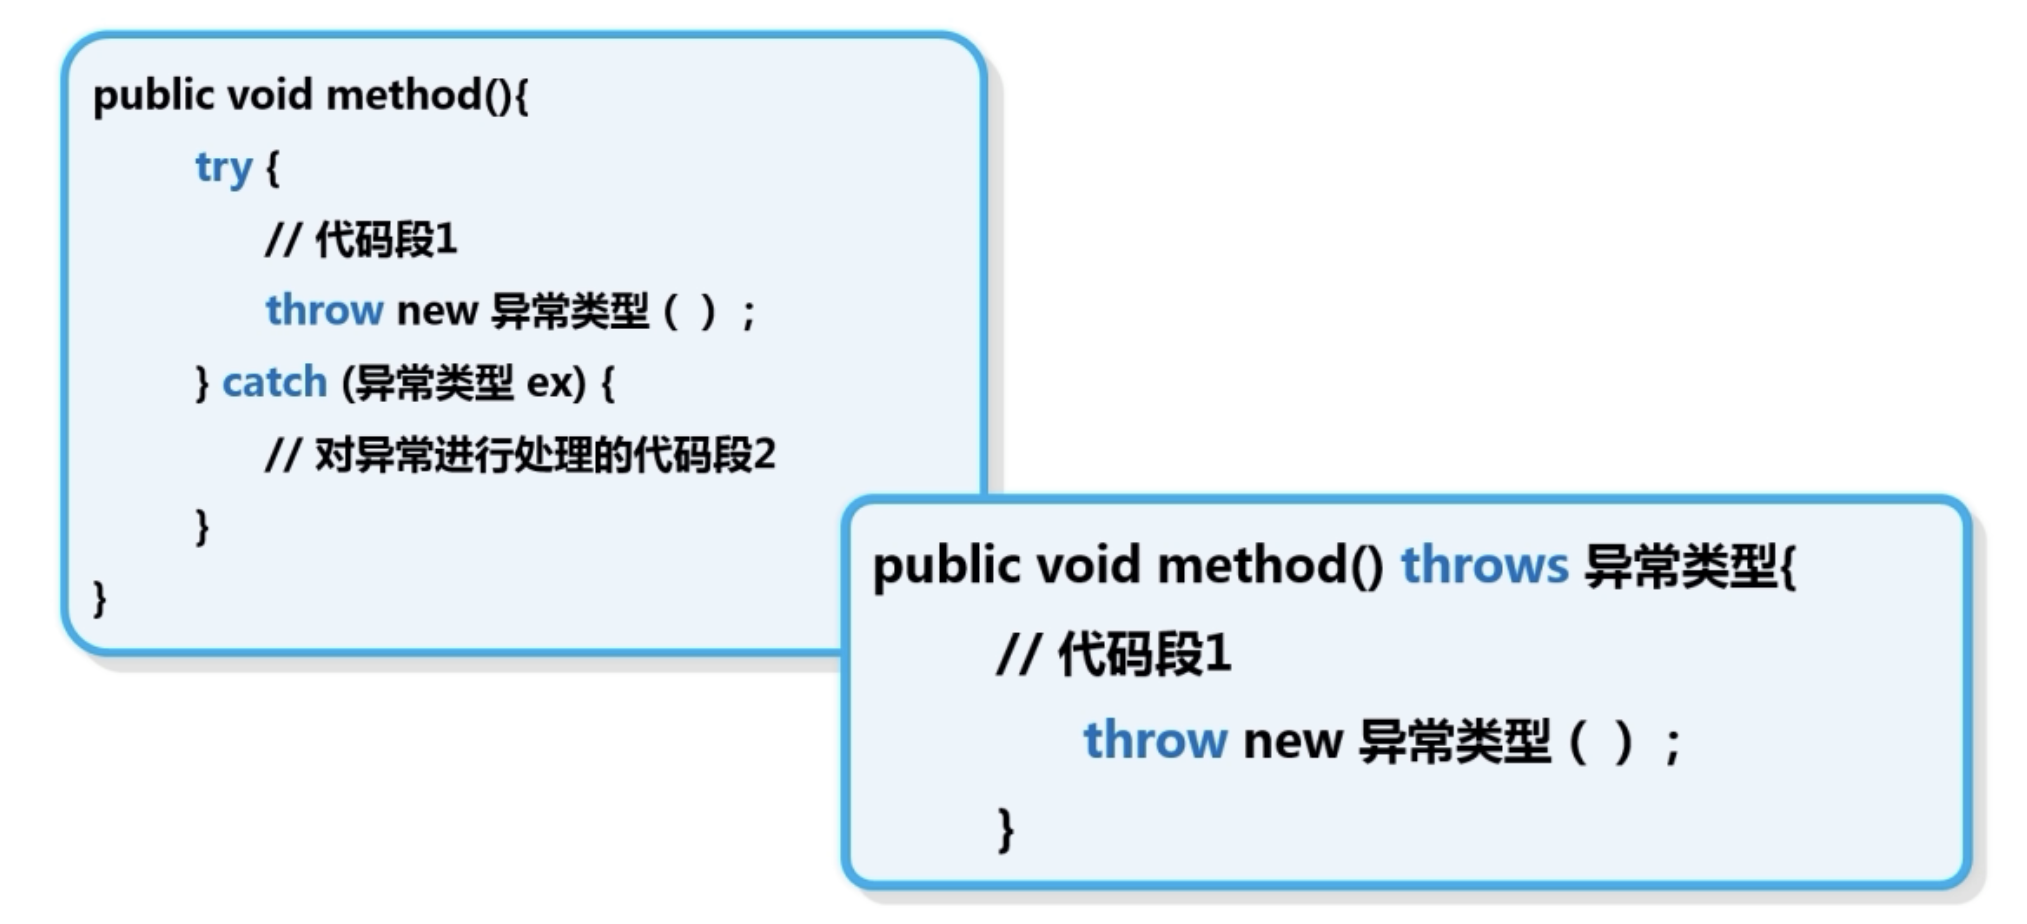 public void method(){
try {
// 代码段1
throw new 异常类型（ ）;
} catch (异常类型 ex) {
// 对异常进行处理的代码段2
}
}
public void method() throws 异常类型{
// 代码段1
throw new 异常类型（ ）;
}